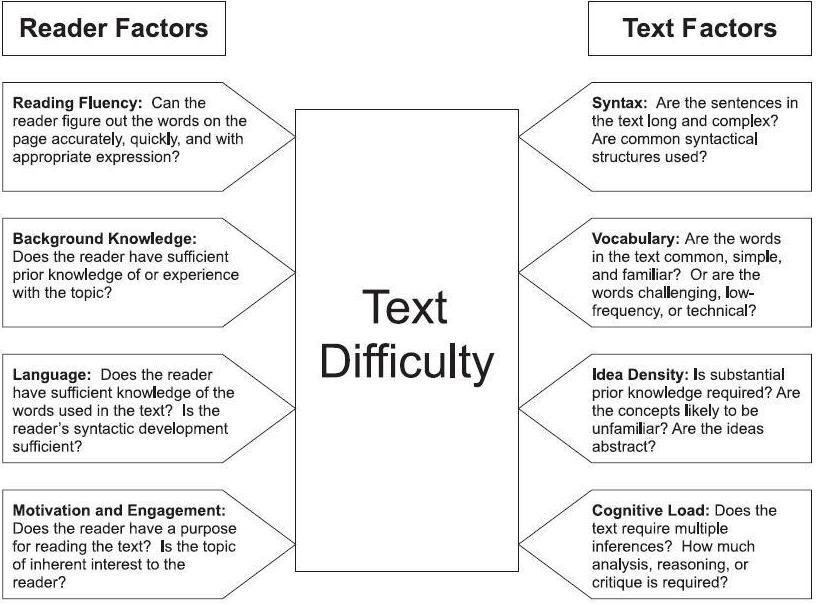 Reader Factors
Reading Fluency: Can the
reader figure out the words on the
page accurately, quickly, and with
appropriate expression?
Background Knowledge:
Does the reader have sufficient
prior knowledge of or experience
with the topic?
Language: Does the reader
have sufficient knowledge of the
words used in the text? Is the
reader's syntactic development
sufficient?
Motivation and Engagement:
Does the reader have a purpose
for reading the text? Is the topic
of inherent interest to the
reader?
Text
Difficulty
Text Factors
Syntax: Are the sentences in
the text long and complex?
Are common syntactical
structures used?
Vocabulary: Are the words
in the text common, simple,
and familiar? Or are the
words challenging, low-
frequency, or technical?
Idea Density: Is substantial
prior knowledge required? Are
the concepts likely to be
unfamiliar? Are the ideas
abstract?
Cognitive Load: Does the
text require multiple
inferences? How much
analysis, reasoning, or
critique is required?